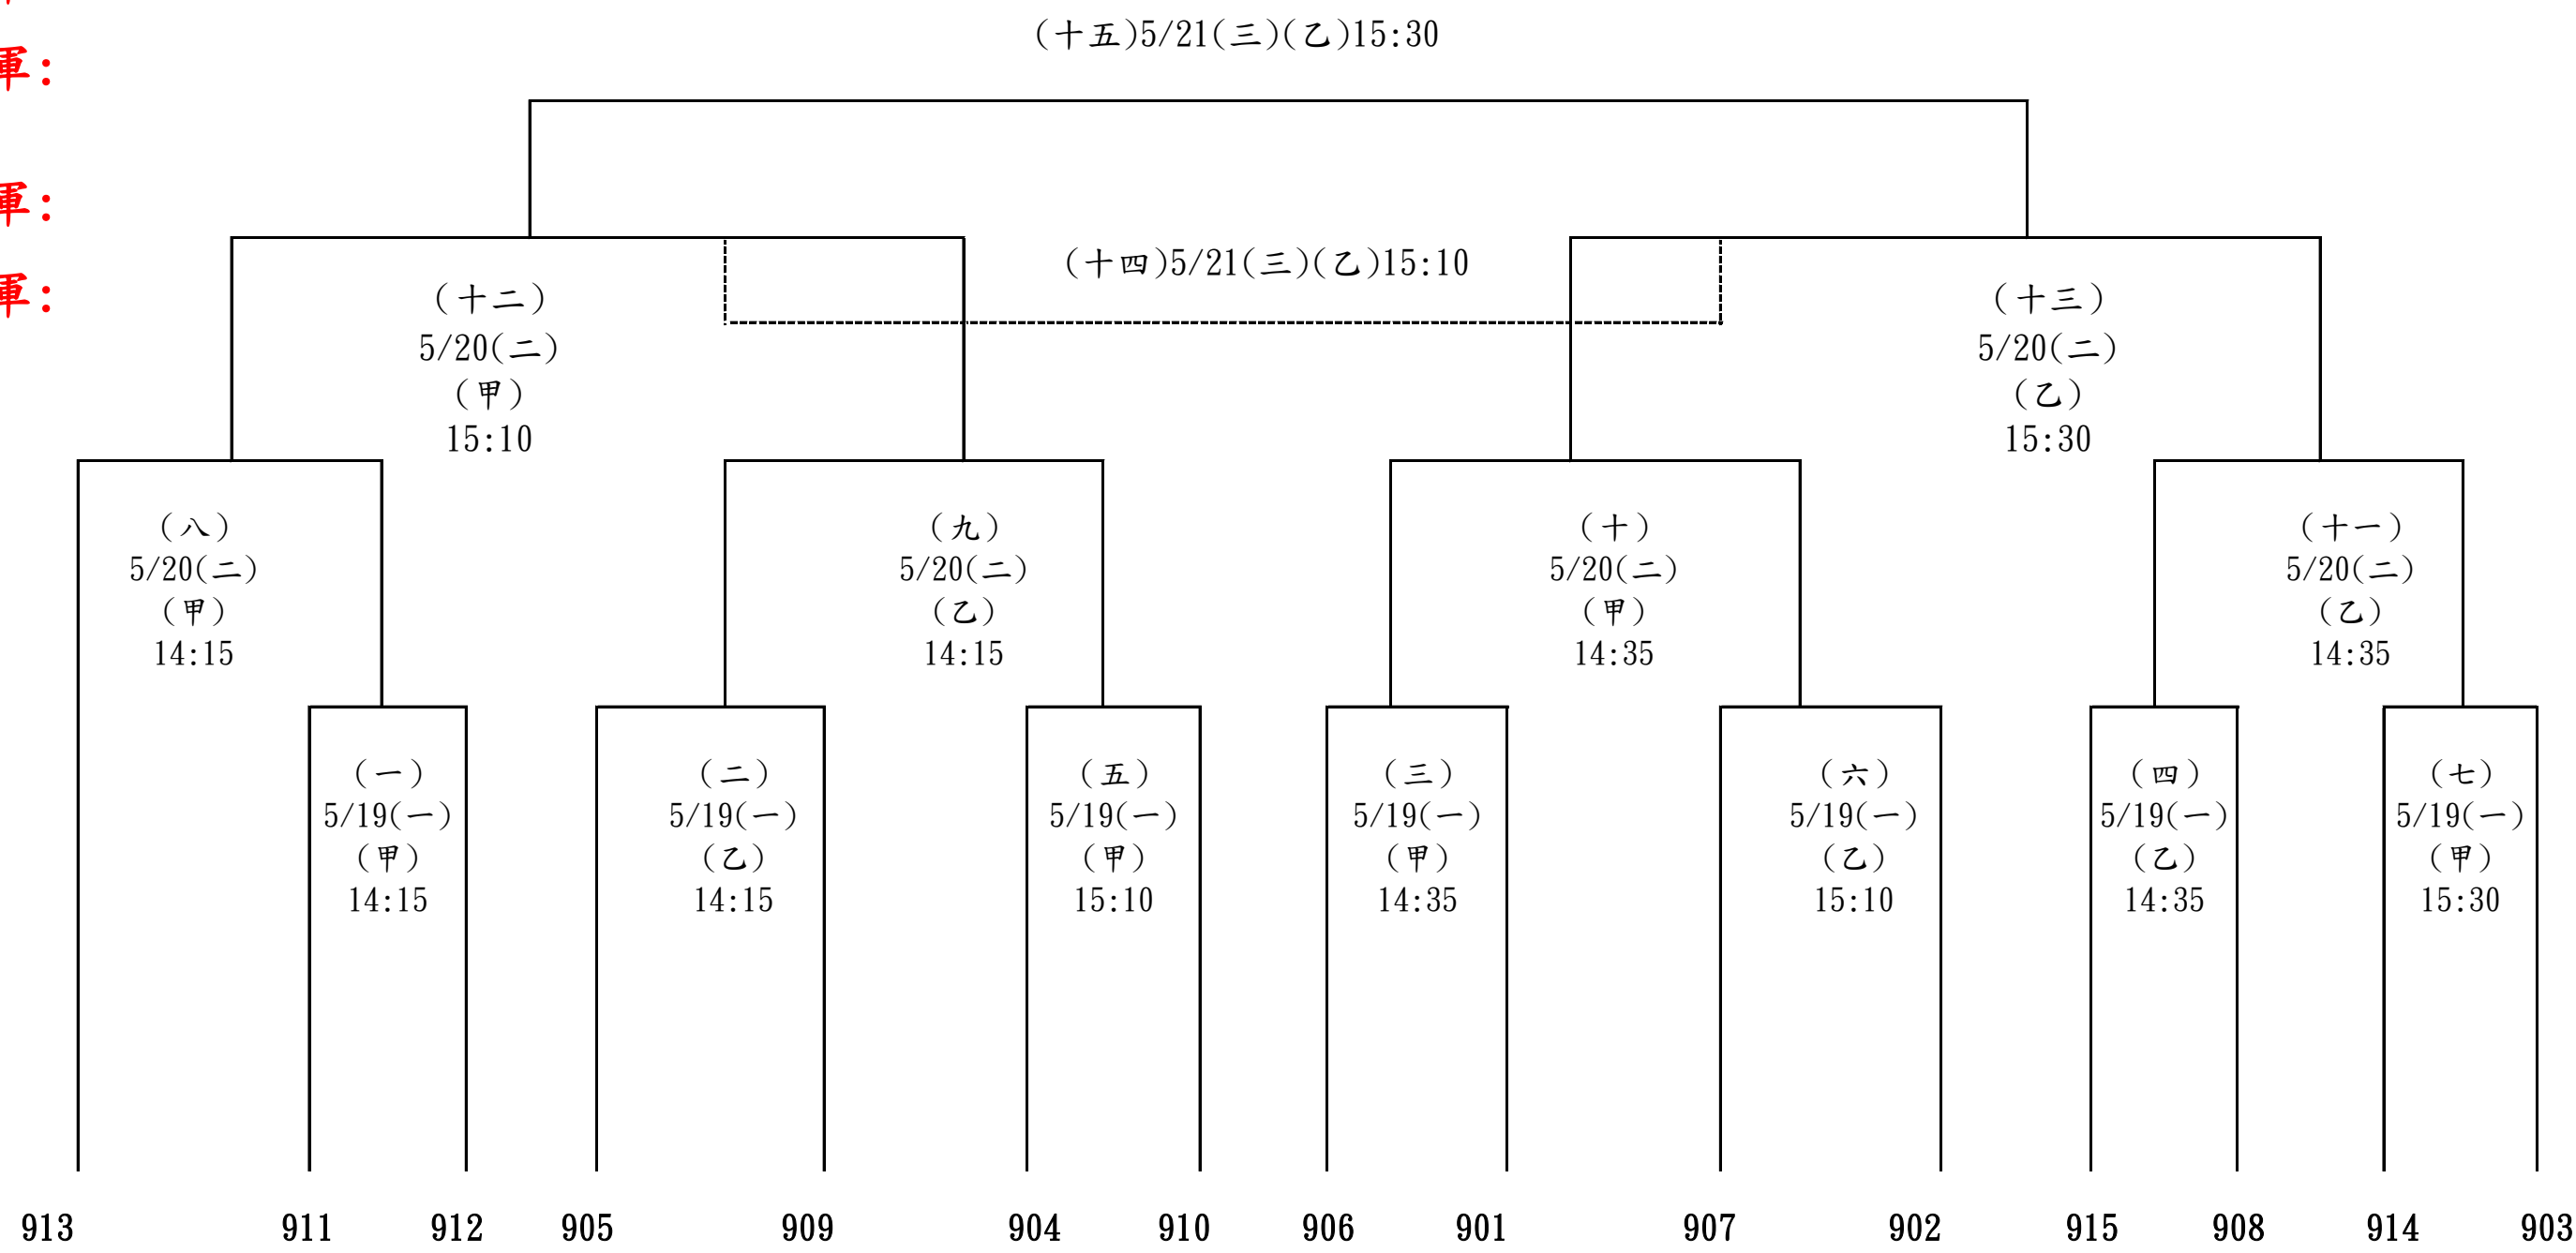 (十五)5/21(三)(乙)15:30
軍:
軍:
(十四)5/21(三)(乙)15:10
軍:
(十二)
5/20(二)
(甲)
15:10
(十三)
5/20(二)
(乙)
15:30
(八)
5/20(二)
(甲)
14:15
(九)
5/20(二)
(乙)
14:15
(十)
5/20(二)
(甲)
14:35
(十一)
5/20(二)
(乙)
14:35
(一)
5/19(一)
(甲)
14:15
(二)
5/19(一)
(乙)
14:15
(五)
5/19(一)
(甲)
15:10
(三)
5/19(一)
(甲)
14:35
(六)
5/19(一)
(乙)
15:10
(四)
5/19(一)
(乙)
14:35
(七)
5/19(一)
(甲)
15:30
913 911 912 905 909 904 910 906 901 907 902 915 908 914 903